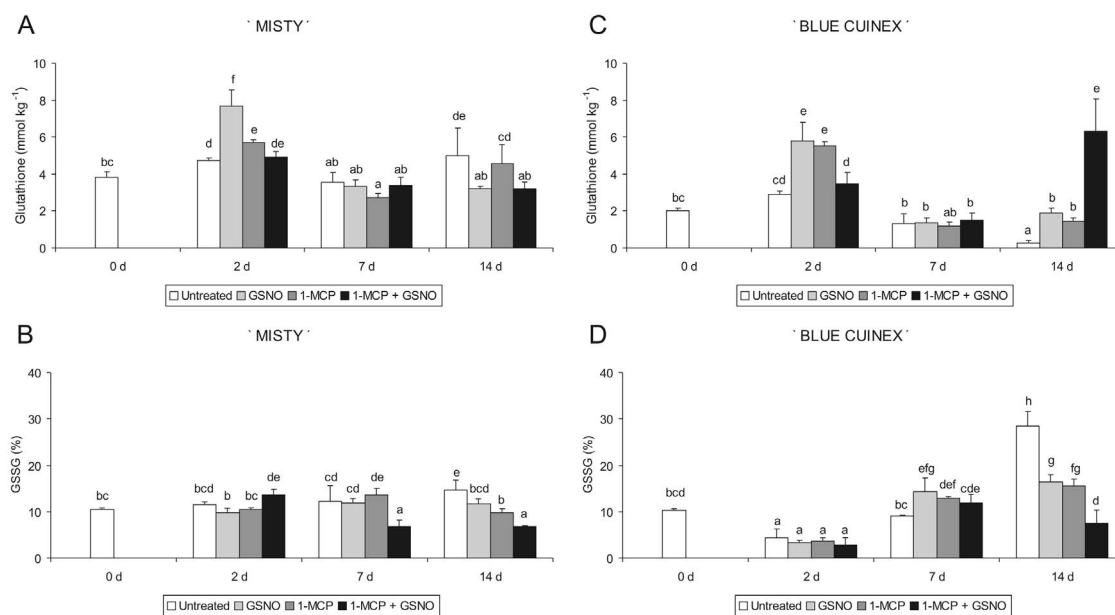 A
` MISTY ´
Glutathione (mmol kg⁻¹)
10
8
6
4
2
0
bc
d
f
e
de
ab
ab
a
ab
de
ab
cd
ab
0 d
2 d
7 d
14 d
Untreated GSNO 1-MCP 1-MCP + GSNO
C
` BLUE CUINEX ´
Glutathione (mmol kg⁻¹)
10
8
6
4
2
0
bc
cd
e
e
d
b
b
ab
b
a
b
b
e
0 d
2 d
7 d
14 d
Untreated GSNO 1-MCP 1-MCP + GSNO
B
` MISTY ´
GSSG (%)
40
30
20
10
0
bc
bcd
b
bc
de
cd
cd
de
a
e
bcd
b
a
0 d
2 d
7 d
14 d
Untreated GSNO 1-MCP 1-MCP + GSNO
D
` BLUE CUINEX ´
GSSG (%)
40
30
20
10
0
bcd
a
a
a
a
bc
efg
def
cde
h
g
fg
d
0 d
2 d
7 d
14 d
Untreated GSNO 1-MCP 1-MCP + GSNO